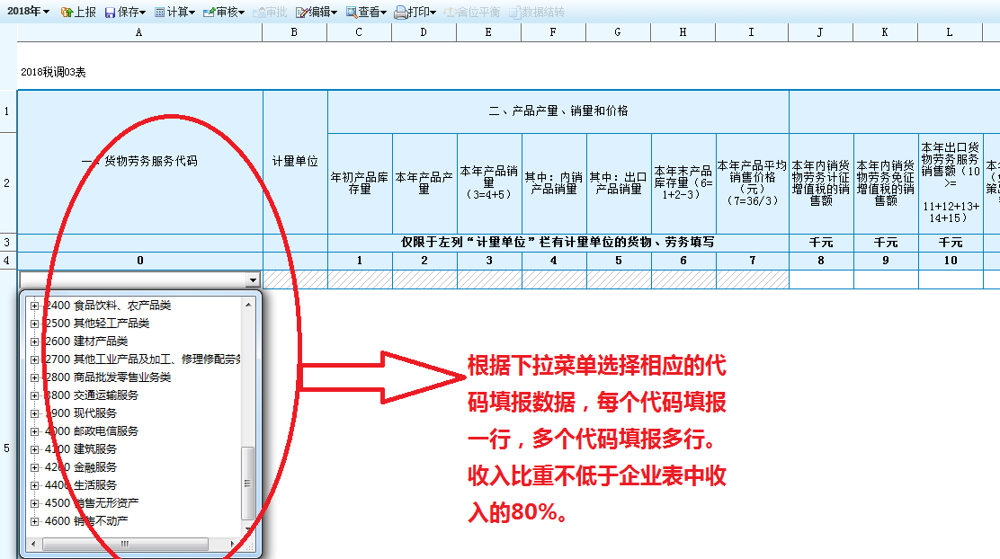 2018年 上报 保存 计算 审核 审批 编辑 查看 打印 舍位平衡 数据结转
A B C D E F G H I J K L
2018税调03表
1
二、产品产量、销量和价格
2
一、货物劳务服务代码
计量单位
年初产品库
存量
本年产品产
量
本年产品销
量
(3=4+5)
其中: 内销
产品销量
其中: 出口
产品销量
本年末产品
库存量 (6=
1+2-3)
本年产品平均
销售价格
(元)
(7=36/3)
本年内销货
物劳务计征
增值税的销
售额
本年内销货
物劳务免征
增值税的销
售额
本年出口货
物劳务服务
销售额 (10
>=
11+12+13+
14+15)
3
仅限于左列“计量单位”栏有计量单位的货物、劳务填写
千元 千元 千元
4
0 1 2 3 4 5 6 7 8 9 10
5
2400 食品饮料、农产品类
2500 其他轻工产品类
2600 建材产品类
2700 其他工业产品及加工、修理修配劳务
2800 商品批发零售业务类
3800 交通运输服务
3900 现代服务
4000 邮政电信服务
4100 建筑服务
4200 金融服务
4400 生活服务
4500 销售无形资产
4600 销售不动产
根据下拉菜单选择相应的代
码填报数据，每个代码填报
一行，多个代码填报多行。
收入比重不低于企业表中收
入的80%。